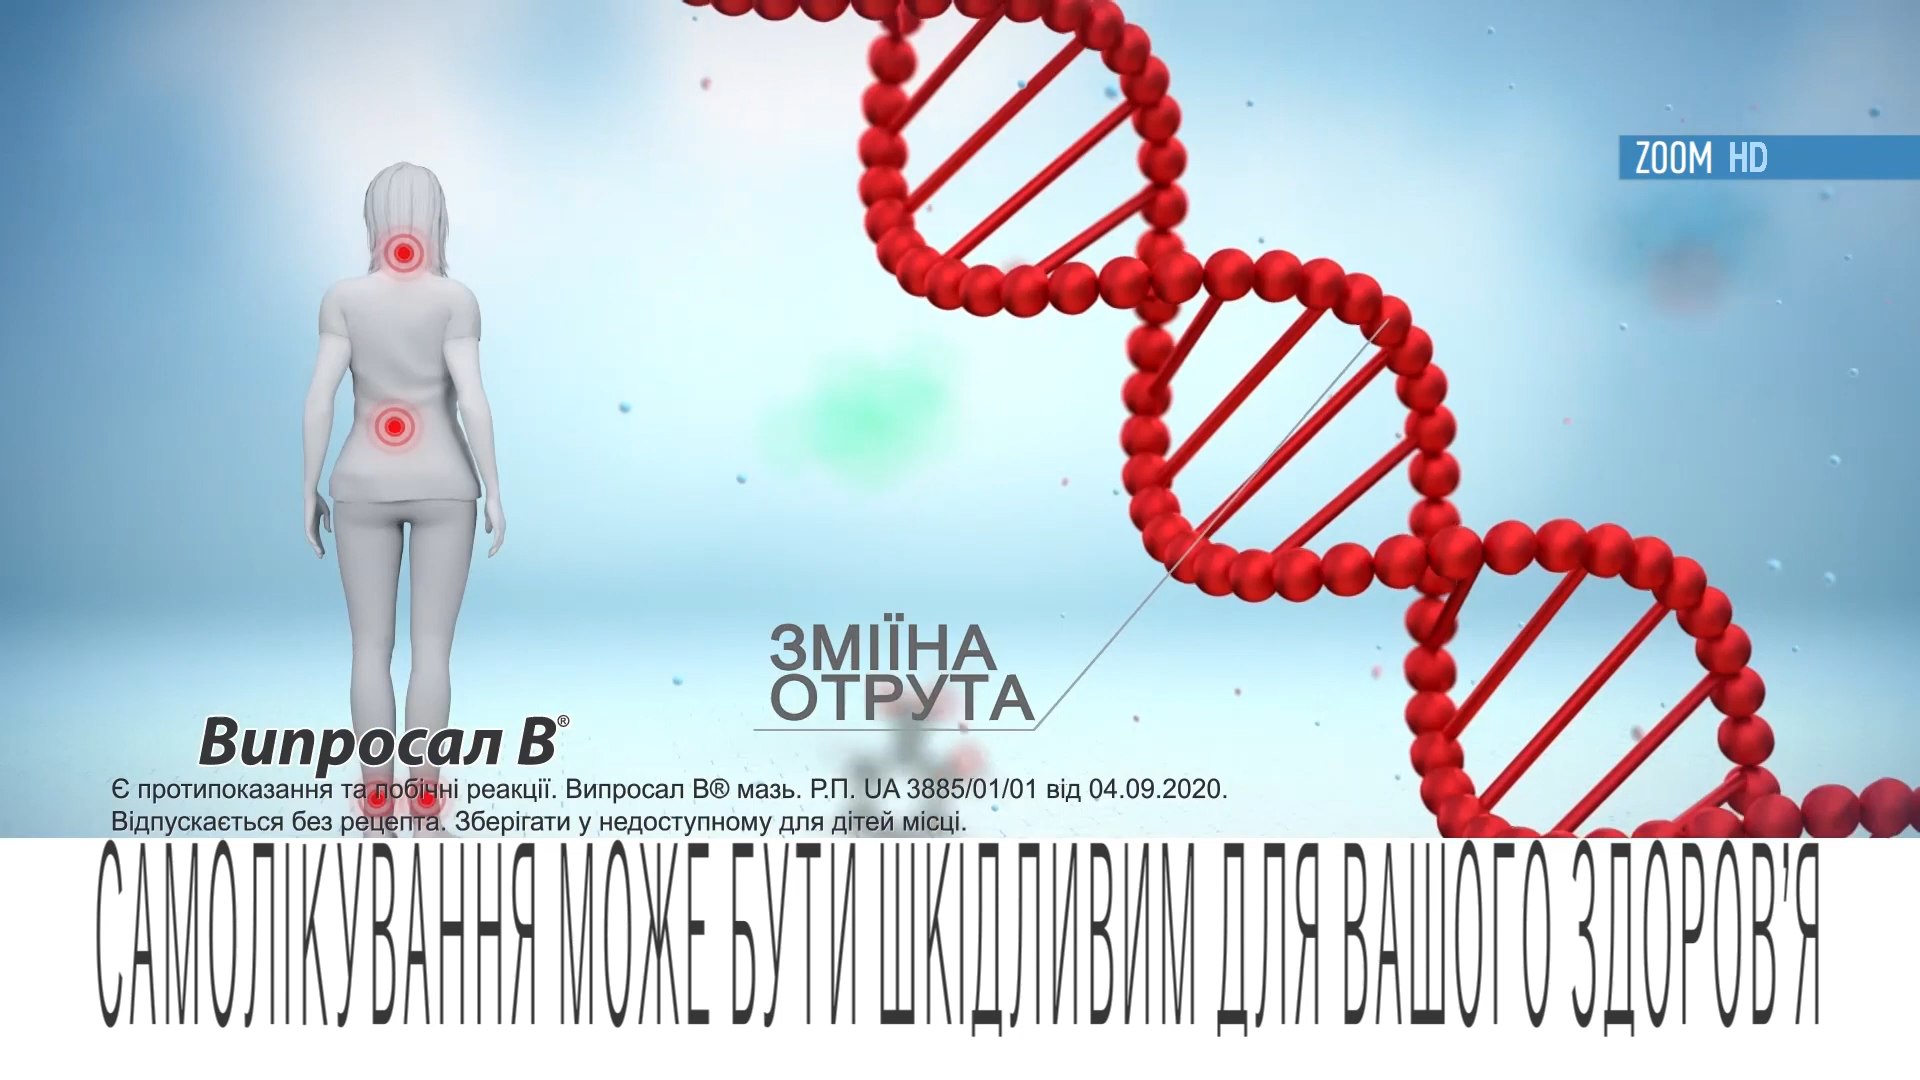 ZOOM HD
ЗМІЇНА
ОТРУТА
Випросал В®
Є протипоказання та побічні реакції. Випросал В® мазь. Р.П. UA 3885/01/01 від 04.09.2020.
Відпускається без рецепта. Зберігати у недоступному для дітей місці.
САМОЛІКУВАННЯ МОЖЕ БУТИ ШКІДЛИВИМ ДЛЯ ВАШОГО ЗДОРОВ'Я